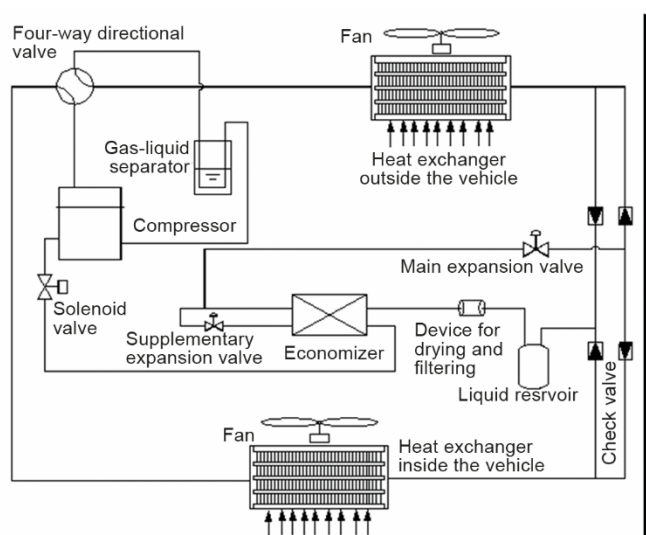 Four-way directional
valve
Fan
Gas-liquid
separator
Heat exchanger
outside the vehicle
Compressor
Main expansion valve
Solenoid
valve
Supplementary
expansion valve
Economizer
Device for
drying and
filtering
Liquid resrvoir
Check valve
Fan
Heat exchanger
inside the vehicle